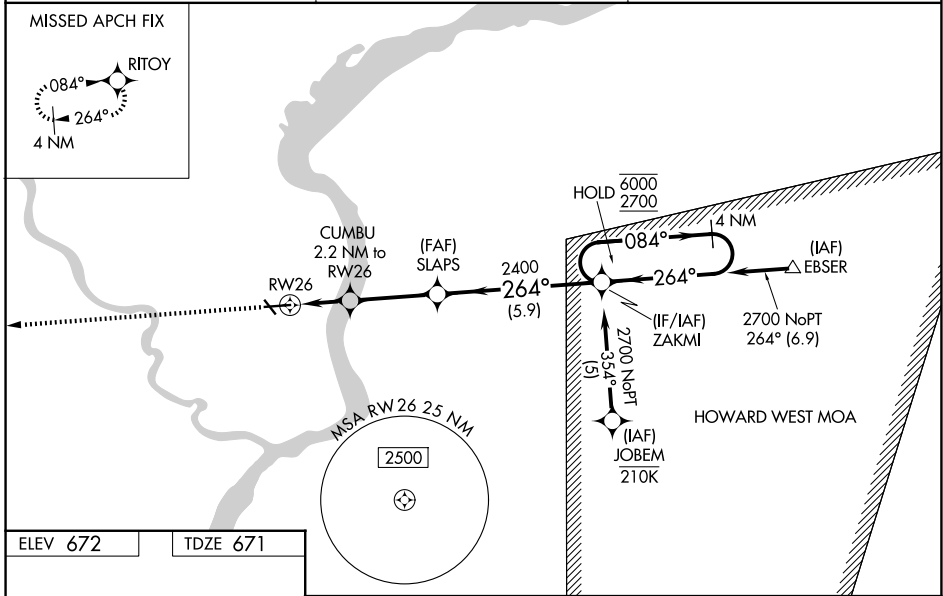 MISSED APCH FIX
RITOY
084°
264°
4 NM
HOLD
6000
2700
4 NM
084°
264°
(IAF)
EBSER
2700 NoPT
264° (6.9)
CUMBU
2.2 NM to
RW26
(FAF)
SLAPS
2400
264°
(5.9)
RW26
(IF/IAF)
ZAKMI
2700 NoPT
354°
(5)
(IAF)
JOBEM
210K
HOWARD WEST MOA
MSA RW26 25 NM
2500
ELEV 672
TDZE 671